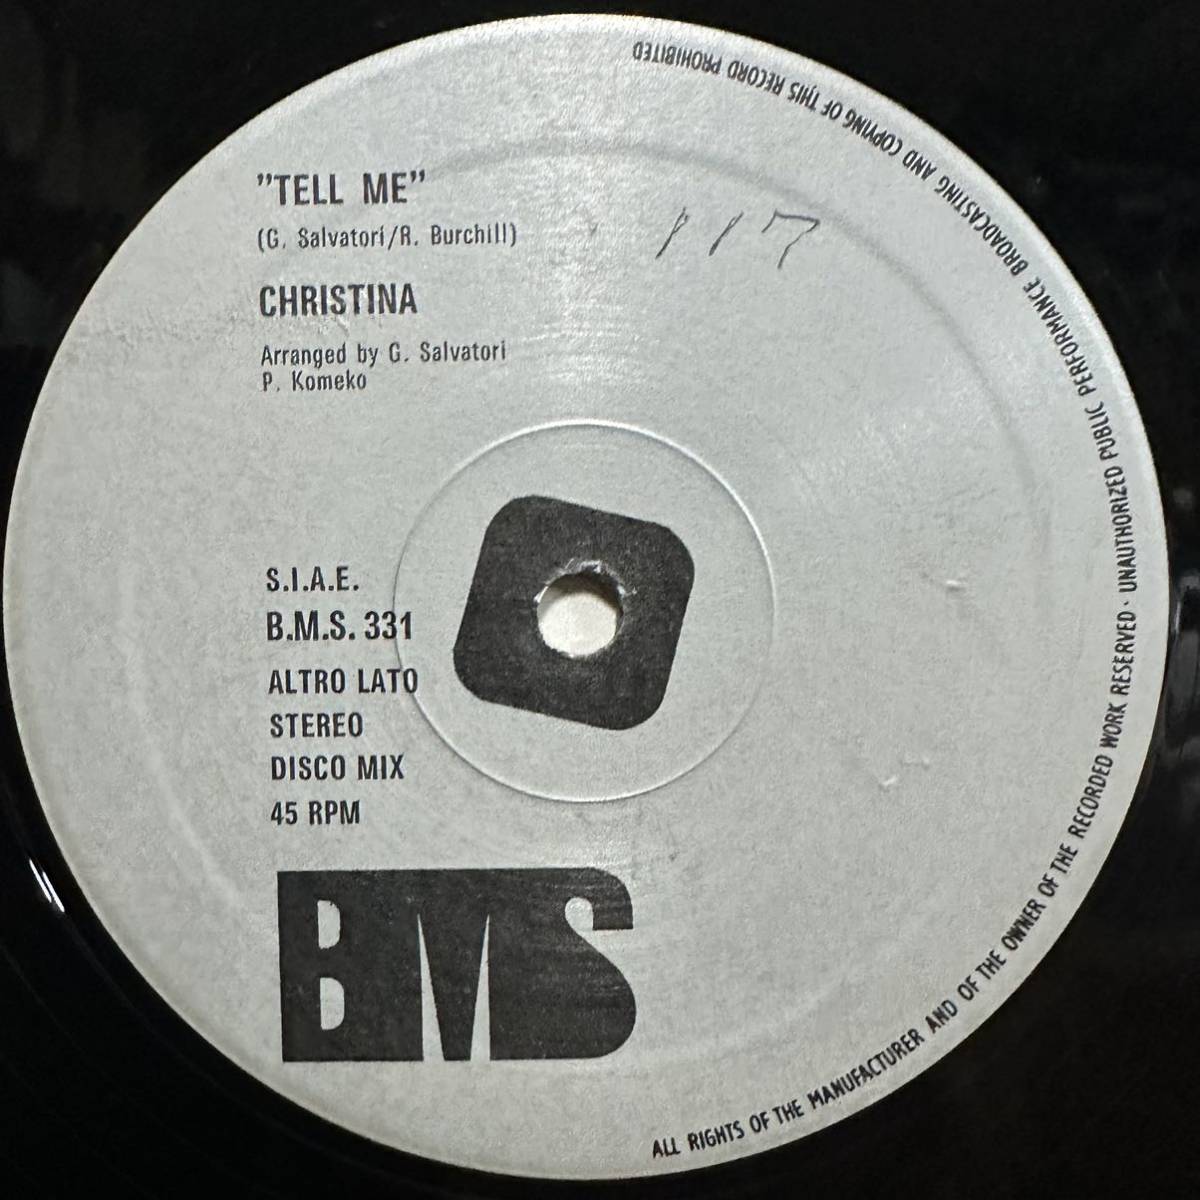 "TELL ME"
(G. Salvatori/R. Burchill)
117
CHRISTINA
Arranged by G. Salvatori
P. Komeko
S.I.A.E.
B.M.S. 331
ALTRO LATO
STEREO
DISCO MIX
45 RPM
BMS
ALL RIGHTS OF THE MANUFACTURER AND OF THE OWNER OF THE RECORDED WORK RESERVED · UNAUTHORIZED PUBLIC PERFORMANCE BROADCASTING AND COPYING OF THIS RECORD PROHIBITED